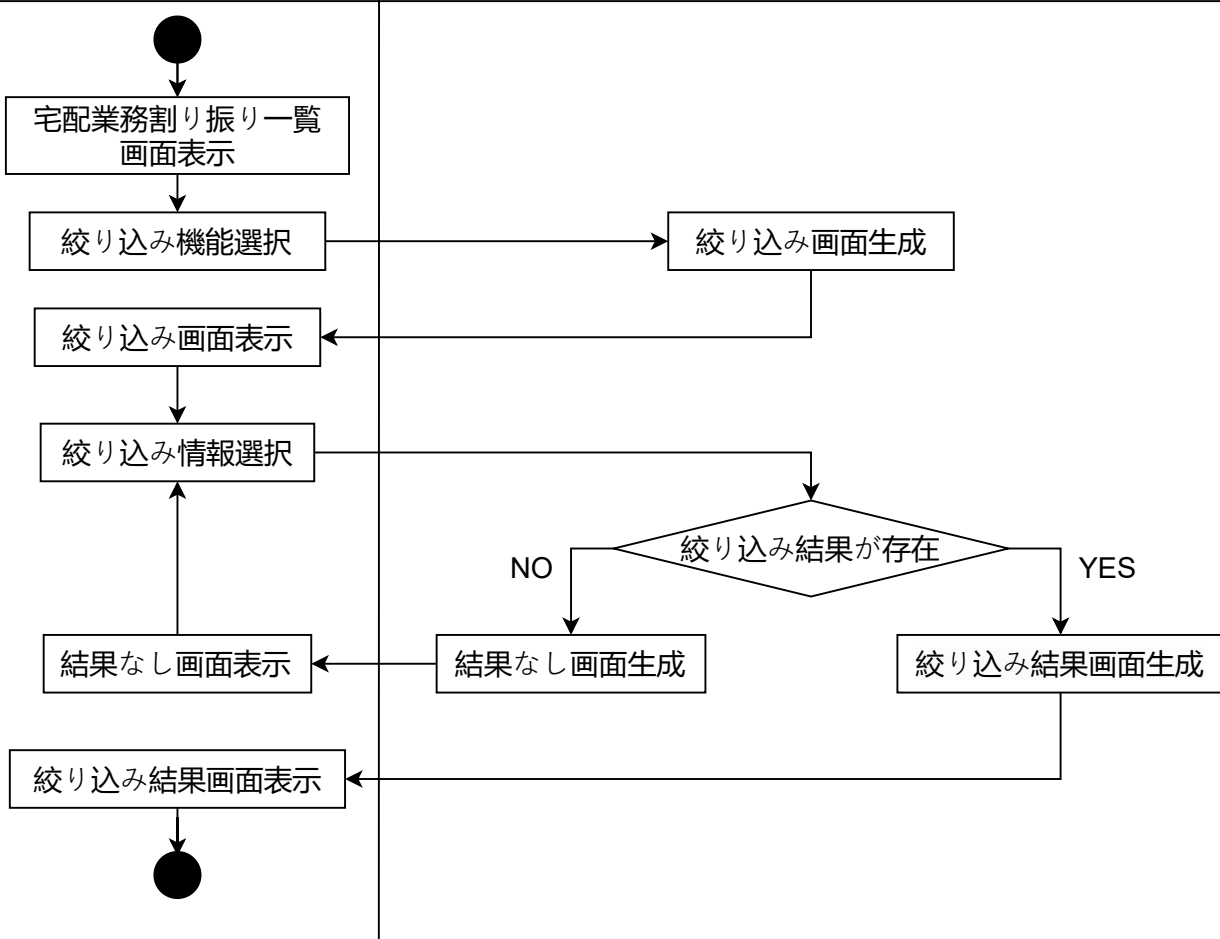 宅配業務割り振り一覧
画面表示
絞り込み機能選択
絞り込み画面生成
絞り込み画面表示
絞り込み情報選択
絞り込み結果が存在
NO
YES
結果なし画面表示
結果なし画面生成
絞り込み結果画面生成
絞り込み結果画面表示